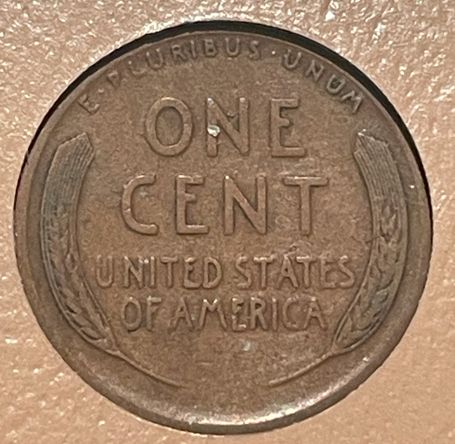 E · PLURIBUS · UNUM
ONE
CENT
UNITED STATES
OF AMERICA